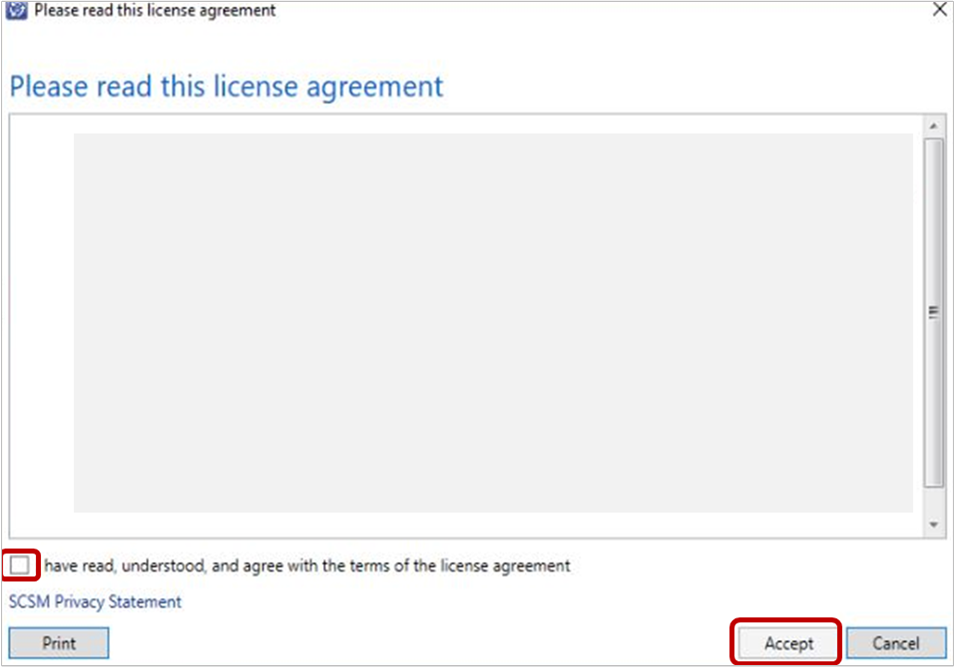 Please read this license agreement
Please read this license agreement
have read, understood, and agree with the terms of the license agreement
SCSM Privacy Statement
Print
Accept
Cancel